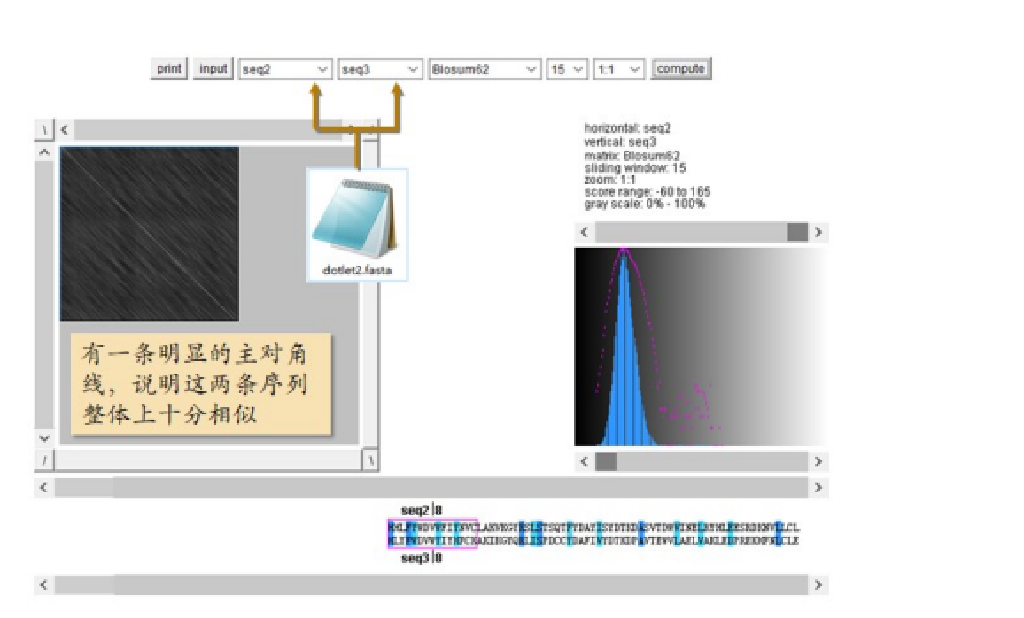 print input seq2 seq3 Blosum62 15 1:1 compute
horizontal: seq2
vertical: seq3
matrix: Blosum62
sliding window: 15
zoom: 1:1
score range: -60 to 165
gray scale: 0% - 100%
dotlet2.fasta
有一条明显的主对角
线，说明这两条序列
整体上十分相似
seq2|8
seq3|8